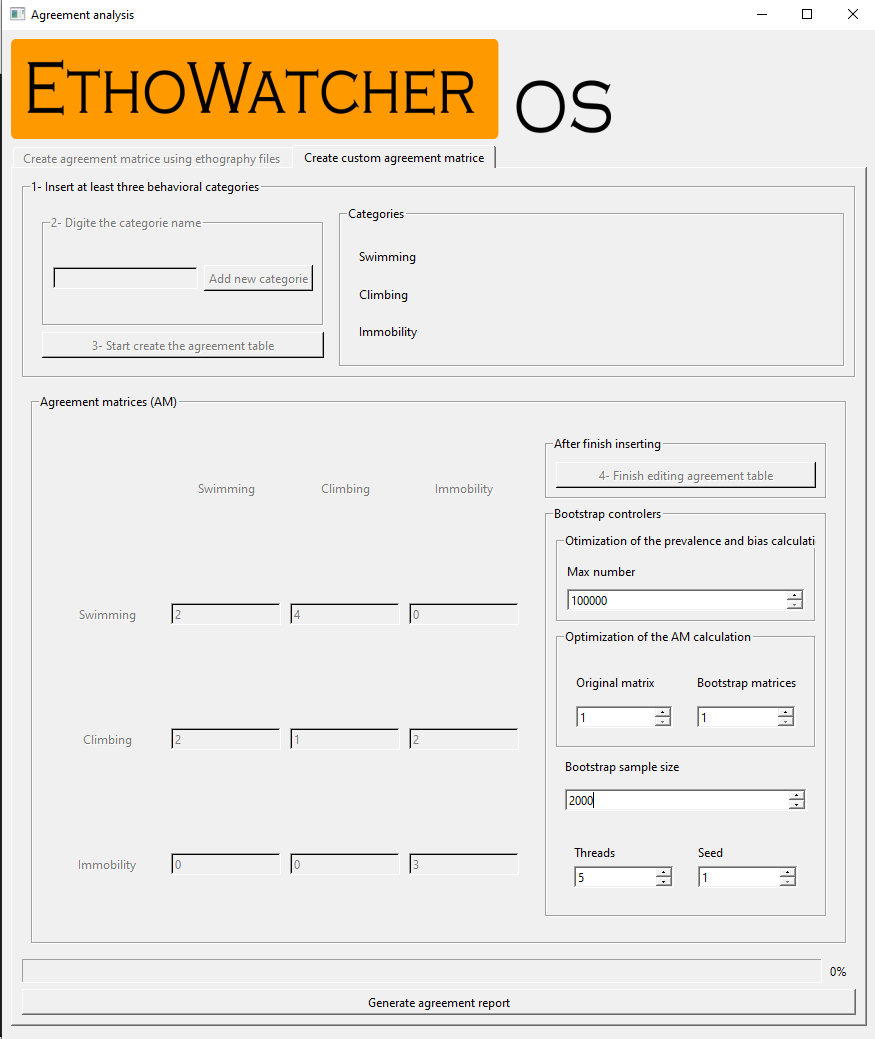 Agreement analysis
ETHOWATCHER OS
Create agreement matrice using ethography files
Create custom agreement matrice
1- Insert at least three behavioral categories
2- Digite the categorie name
Add new categorie
3- Start create the agreement table
Categories
Swimming
Climbing
Immobility
Agreement matrices (AM)
Swimming Climbing Immobility
Swimming 2 4 0
Climbing 2 1 2
Immobility 0 0 3
After finish inserting
4- Finish editing agreement table
Bootstrap controlers
Otimization of the prevalence and bias calculati
Max number
100000
Optimization of the AM calculation
Original matrix Bootstrap matrices
1 1
Bootstrap sample size
2000
Threads Seed
5 1
0%
Generate agreement report